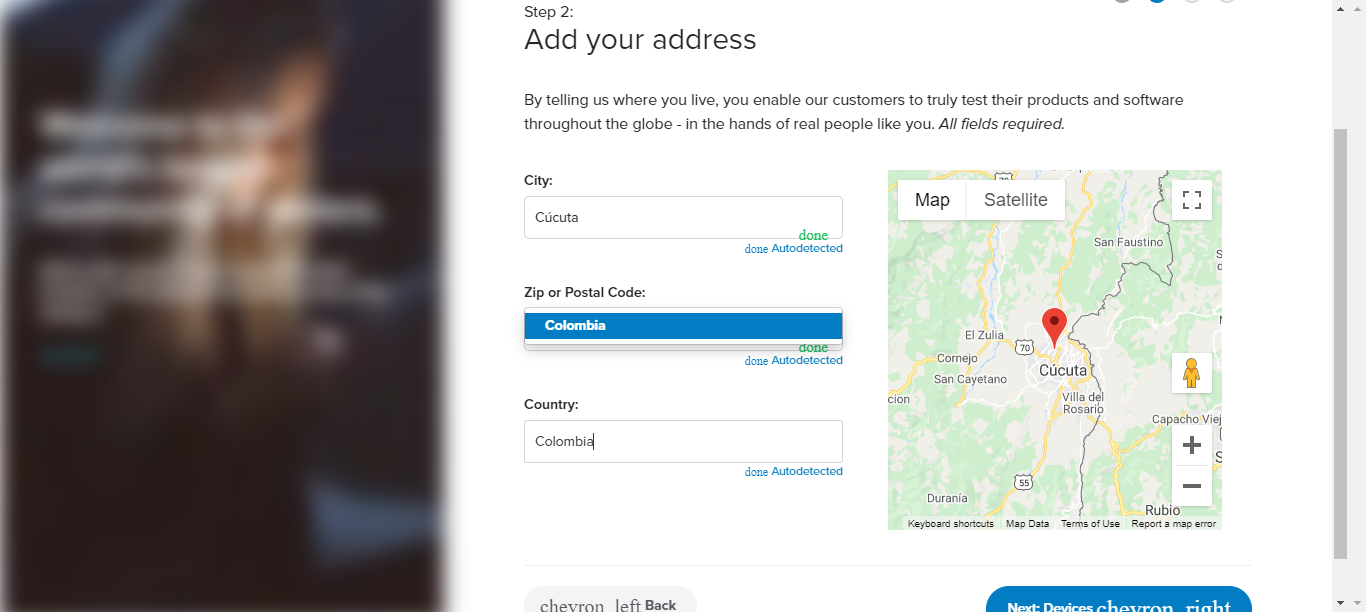 Step 2:
Add your address
By telling us where you live, you enable our customers to truly test their products and software
throughout the globe - in the hands of real people like you. All fields required.
City:
Cúcuta
done
done Autodetected
Zip or Postal Code:
Colombia
done
done Autodetected
Country:
Colombia
done Autodetected
Map
Satellite
70
San Faustino
El Zulia
70
Cornejo
Cúcuta
San Cayetano
cion
Villa del
Rosario
Capacho Viej
55
Duranía
Rubio
Keyboard shortcuts
Map Data
Terms of Use
Report a map error
chevron_left Back
Next: Devices chevron_right